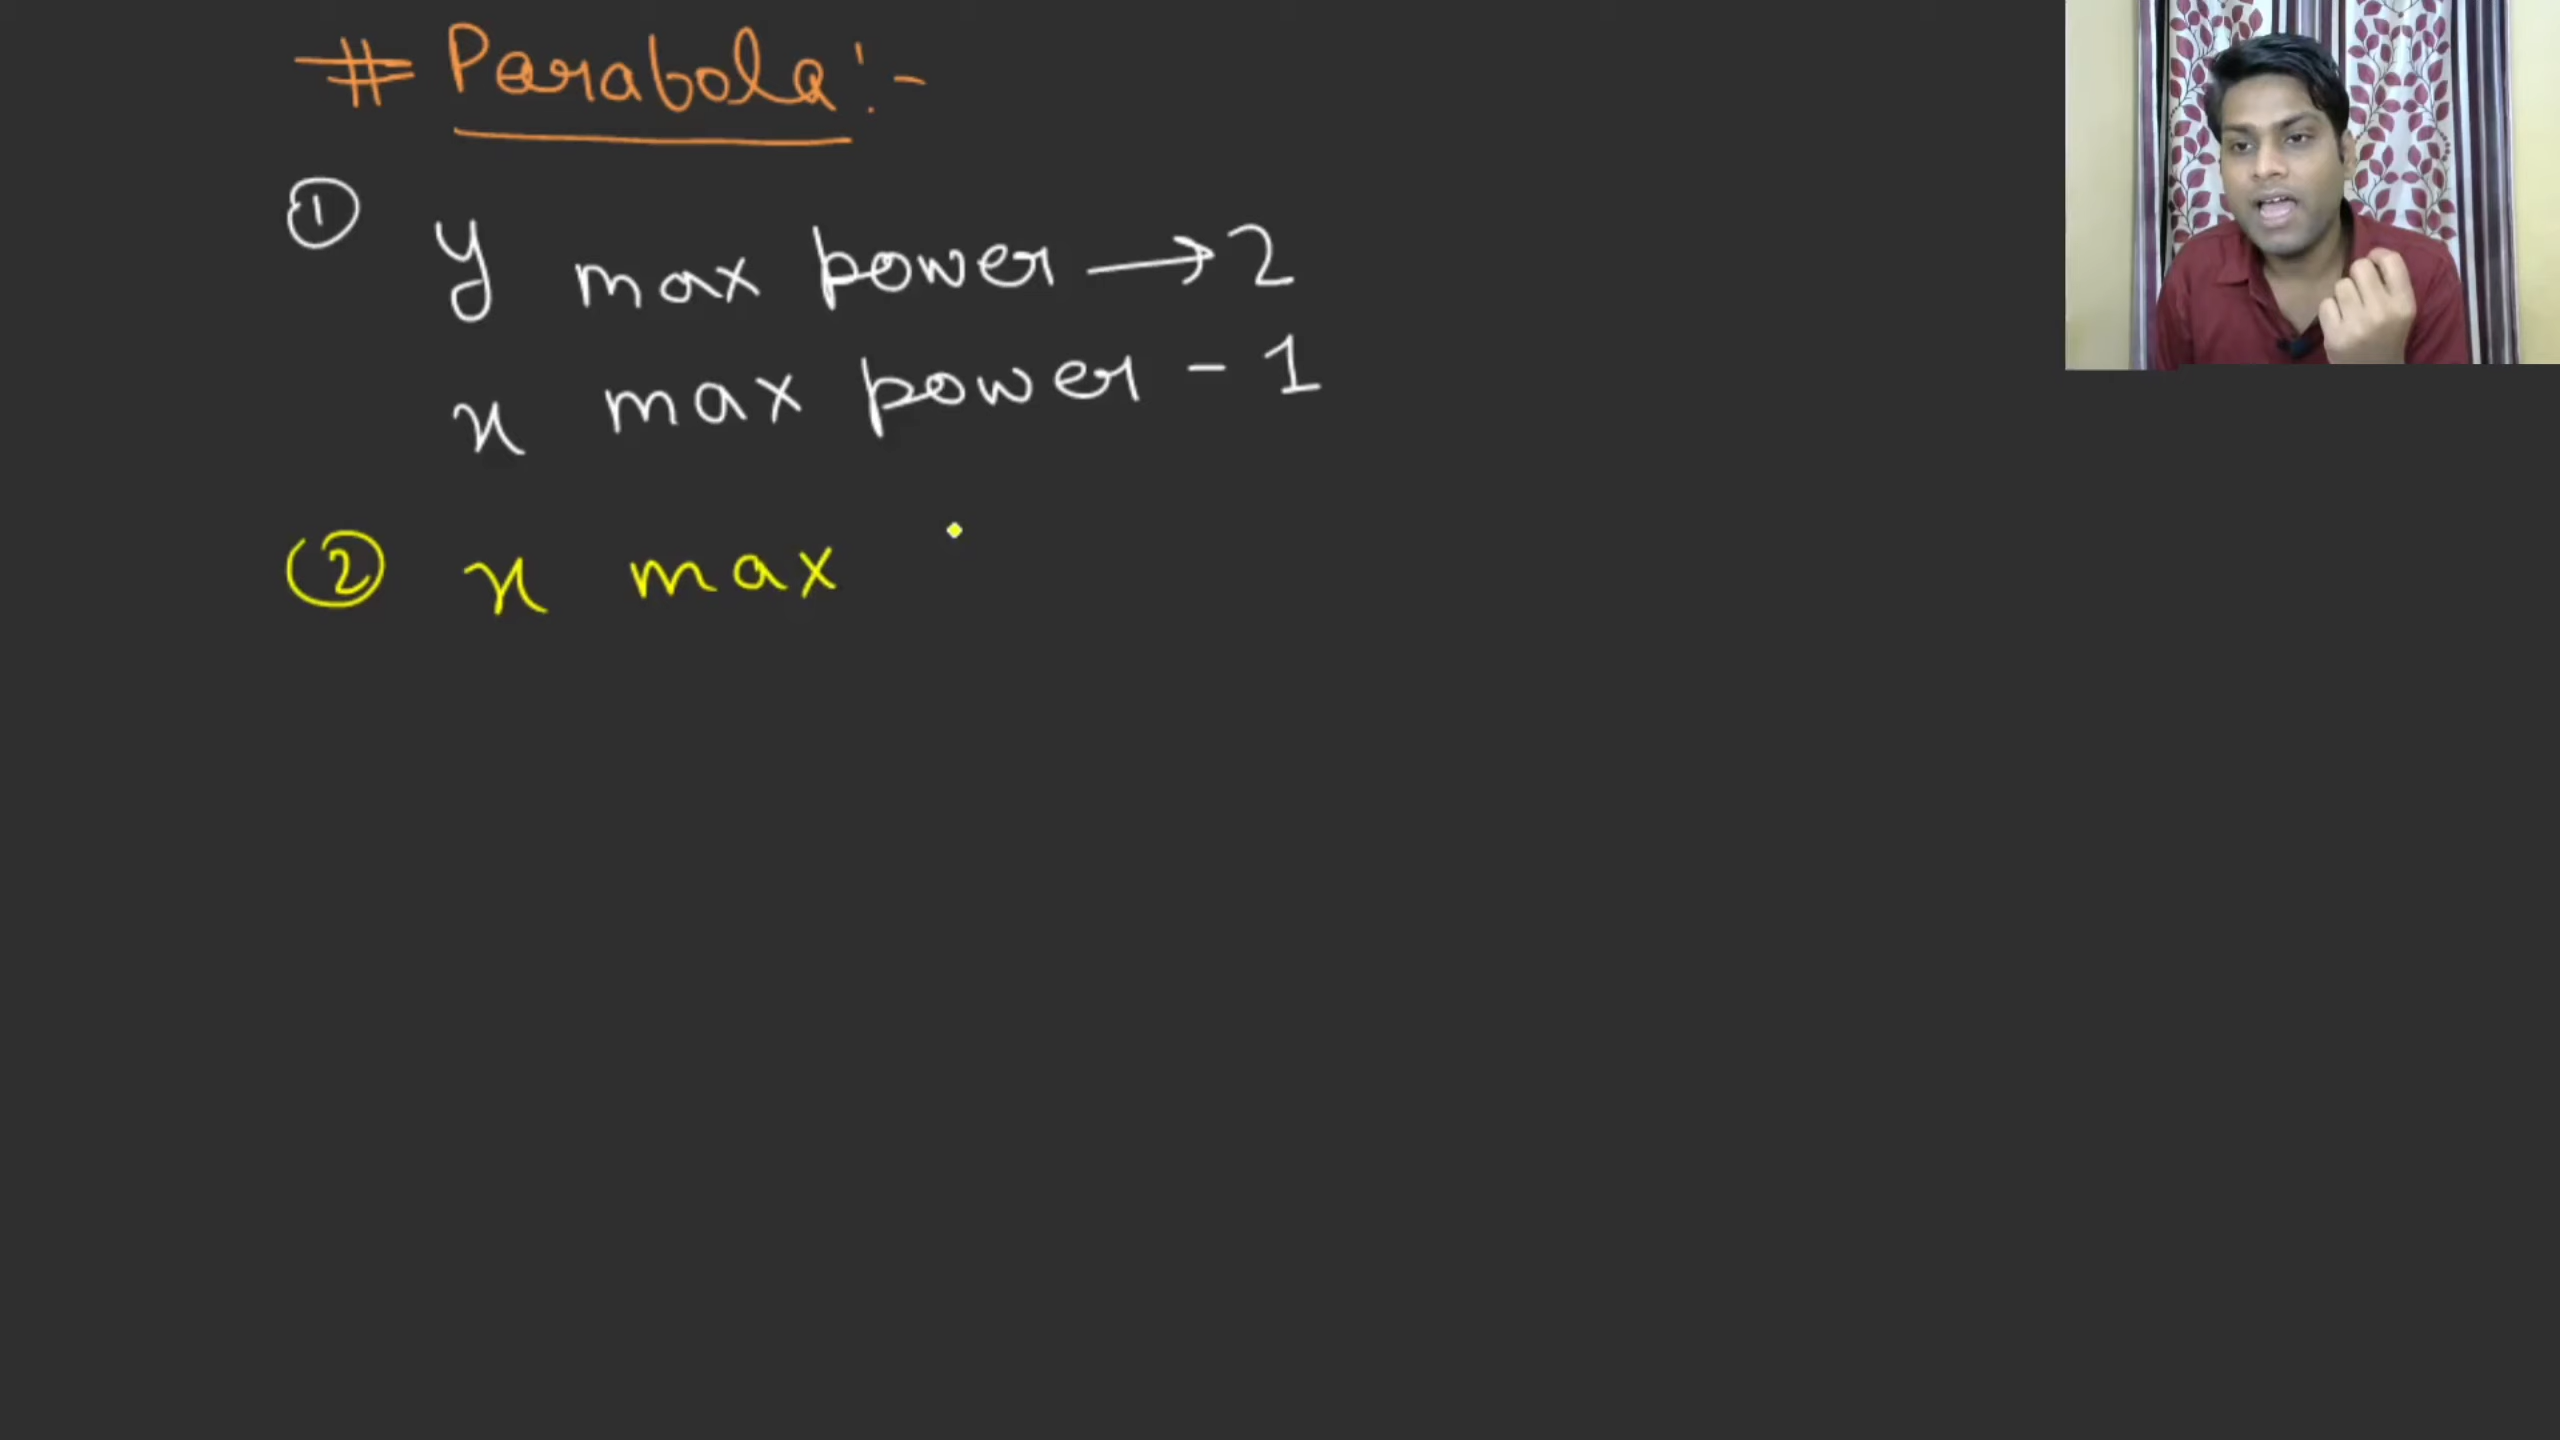 # Parabola :-
① y max power → 2
x max power - 1
② x max